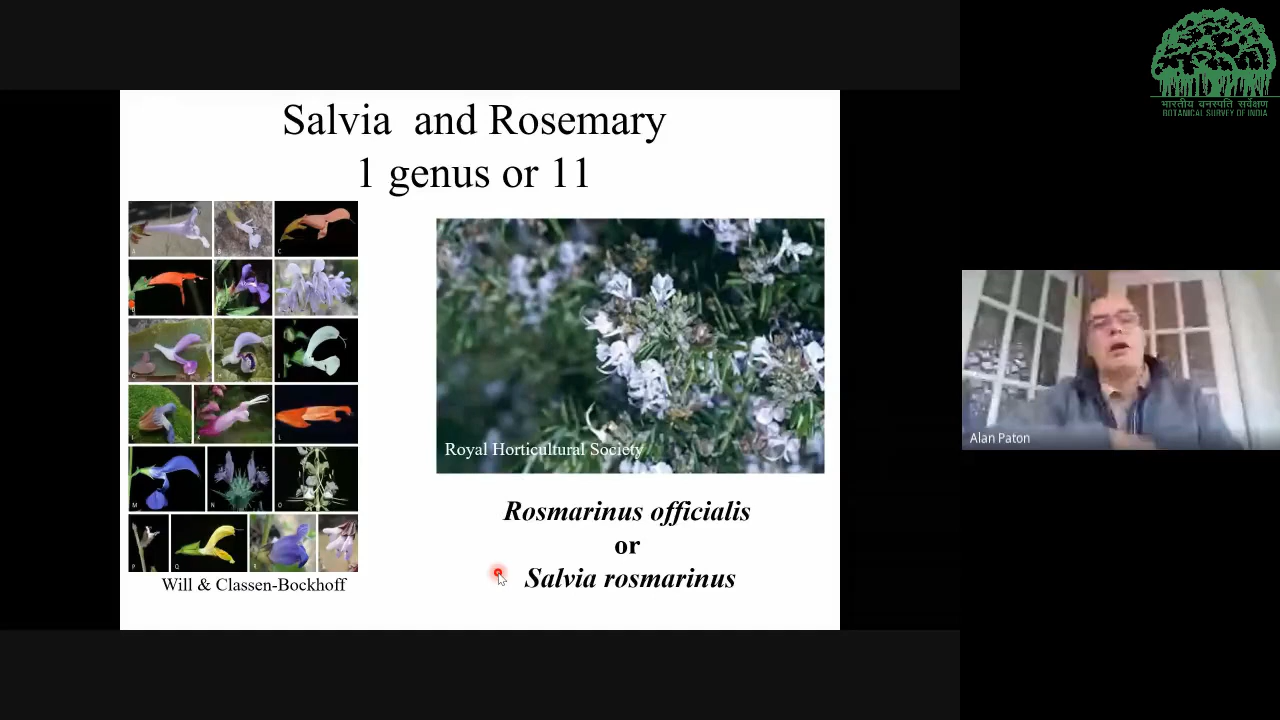 Salvia and Rosemary
1 genus or 11
Royal Horticultural Society
Rosmarinus officialis
or
Salvia rosmarinus
Will & Classen-Bockhoff
भारतीय वनस्पति सर्वेक्षण
BOTANICAL SURVEY OF INDIA
Alan Paton